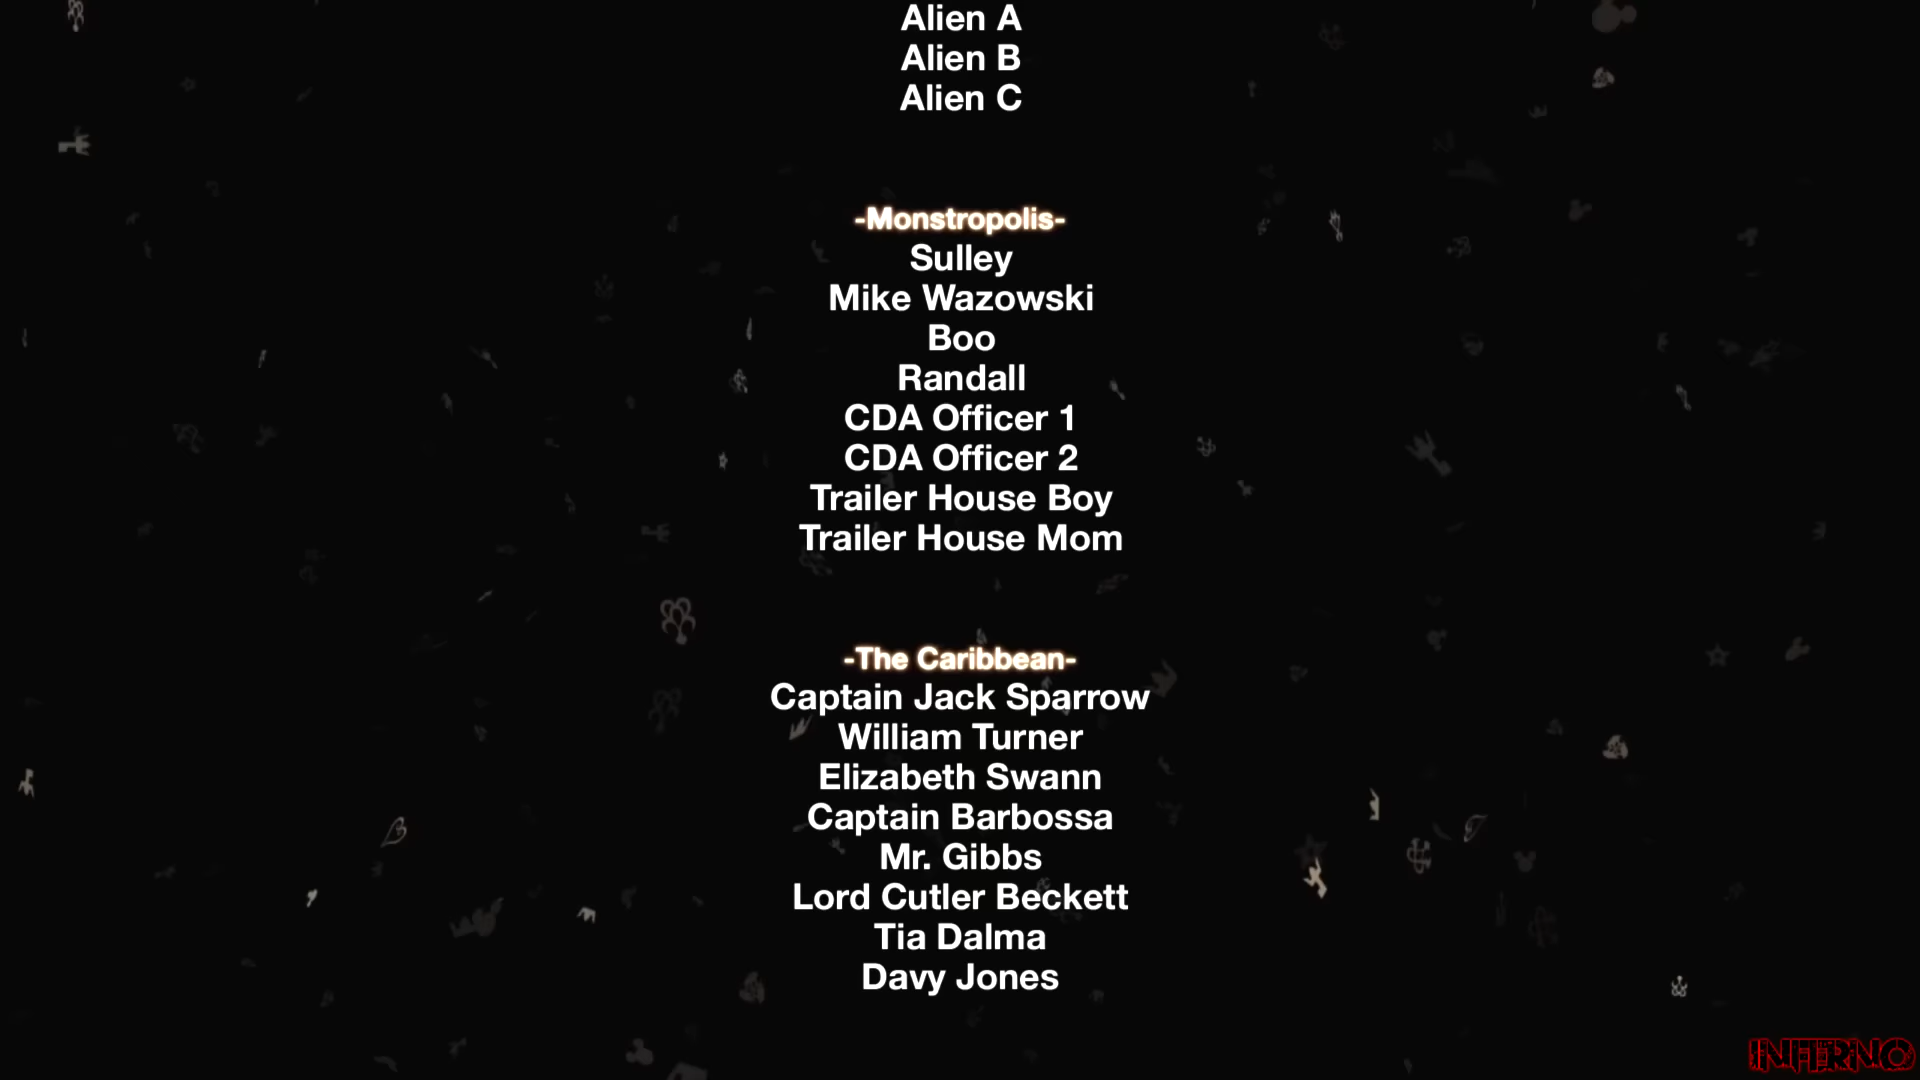 Alien A
Alien B
Alien C
-Monstropolis-
Sulley
Mike Wazowski
Boo
Randall
CDA Officer 1
CDA Officer 2
Trailer House Boy
Trailer House Mom
-The Caribbean-
Captain Jack Sparrow
William Turner
Elizabeth Swann
Captain Barbossa
Mr. Gibbs
Lord Cutler Beckett
Tia Dalma
Davy Jones
INFERNO